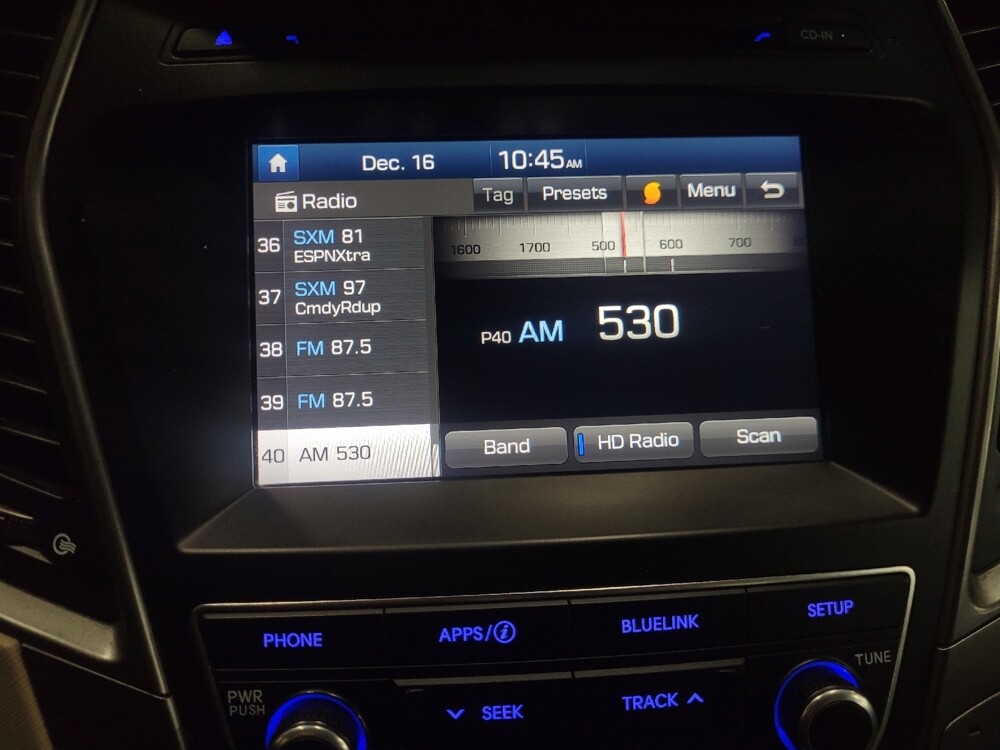 CD-IN
Dec. 16
10:45 AM
Radio
Tag
Presets
Menu
36 SXM 81
ESPNXtra
37 SXM 97
CmdyRdup
38 FM 87.5
39 FM 87.5
40 AM 530
1600 1700 500 600 700
P40 AM 530
Band
HD Radio
Scan
PHONE
APPS/i
BLUELINK
SETUP
PWR
PUSH
SEEK
TRACK
TUNE